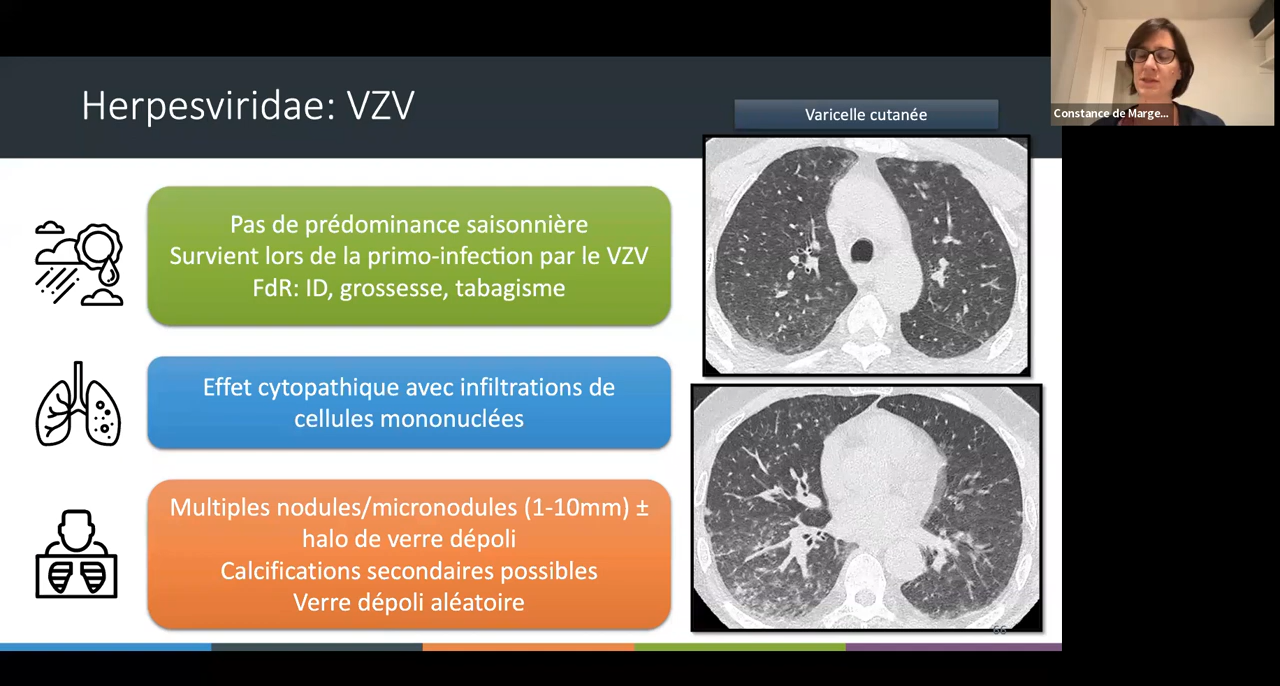 Herpesviridae: VZV
Varicelle cutanée
Constance de Marge...
Pas de prédominance saisonnière
Survient lors de la primo-infection par le VZV
FdR: ID, grossesse, tabagisme
Effet cytopathique avec infiltrations de
cellules mononuclées
Multiples nodules/micronodules (1-10mm) ±
halo de verre dépoli
Calcifications secondaires possibles
Verre dépoli aléatoire
66